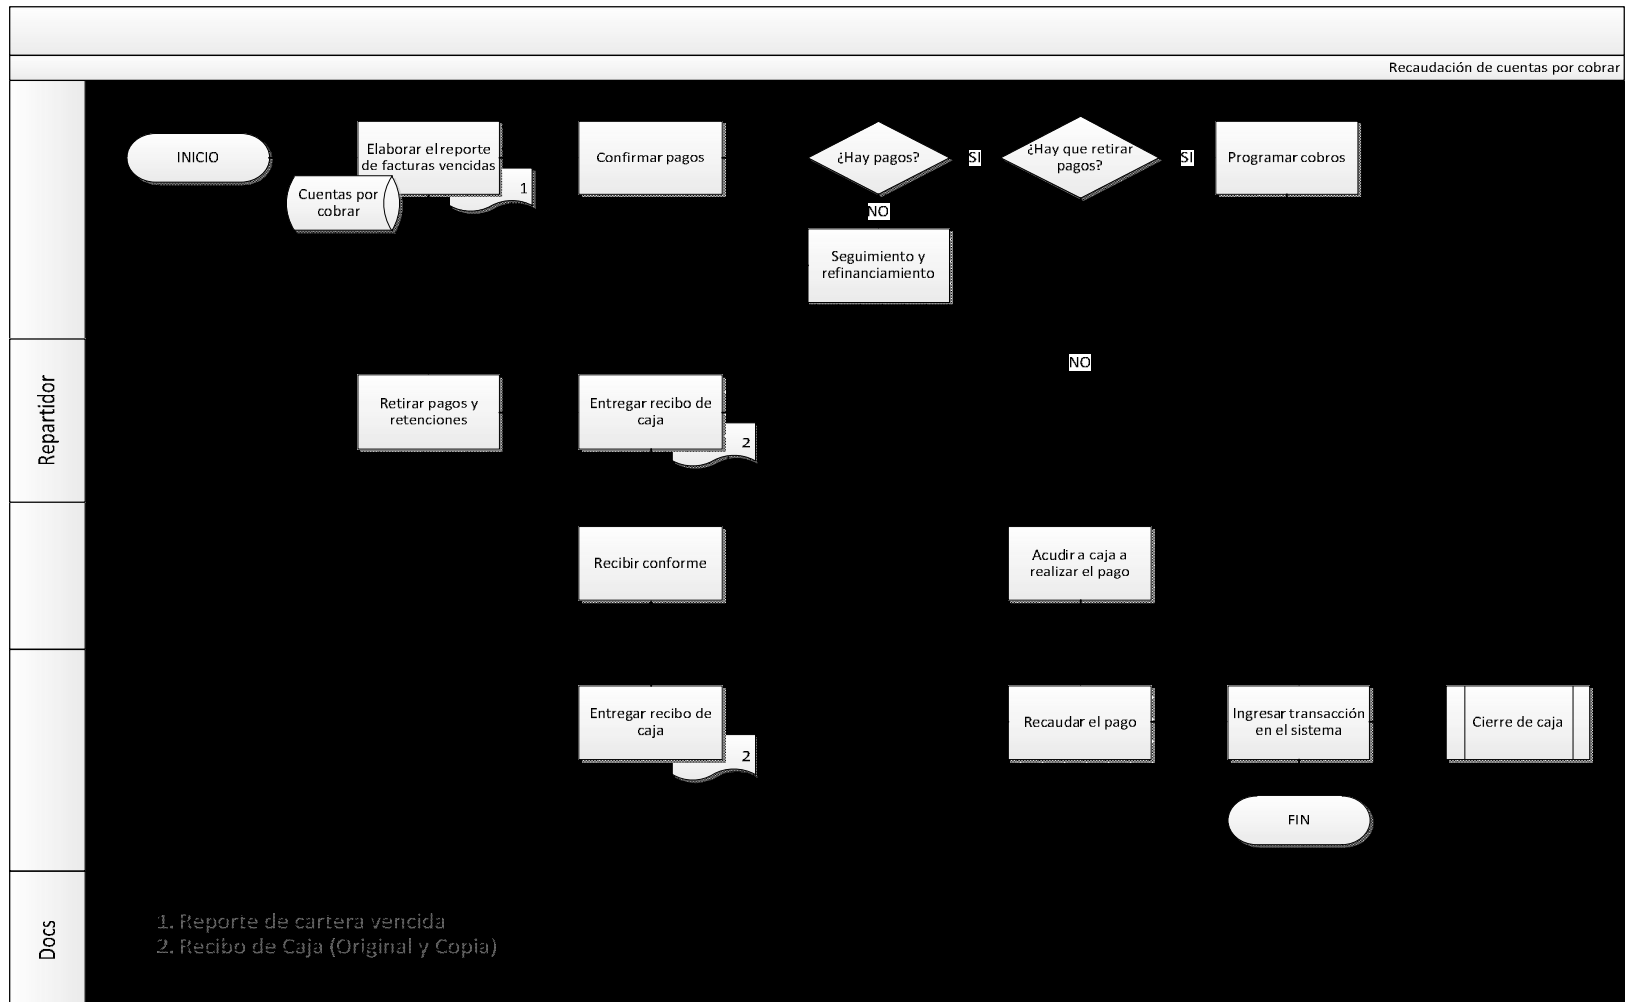 Recaudación de cuentas por cobrar
INICIO
Elaborar el reporte
de facturas vencidas
1
Cuentas por
cobrar
Confirmar pagos
¿Hay pagos?
SI
¿Hay que retirar
pagos?
SI
Programar cobros
NO
Seguimiento y
refinanciamiento
NO
Repartidor
Retirar pagos y
retenciones
Entregar recibo de
caja
2
Recibir conforme
Acudir a caja a
realizar el pago
Entregar recibo de
caja
2
Recaudar el pago
Ingresar transacción
en el sistema
Cierre de caja
FIN
Docs
1. Reporte de cartera vencida
2. Recibo de Caja (Original y Copia)